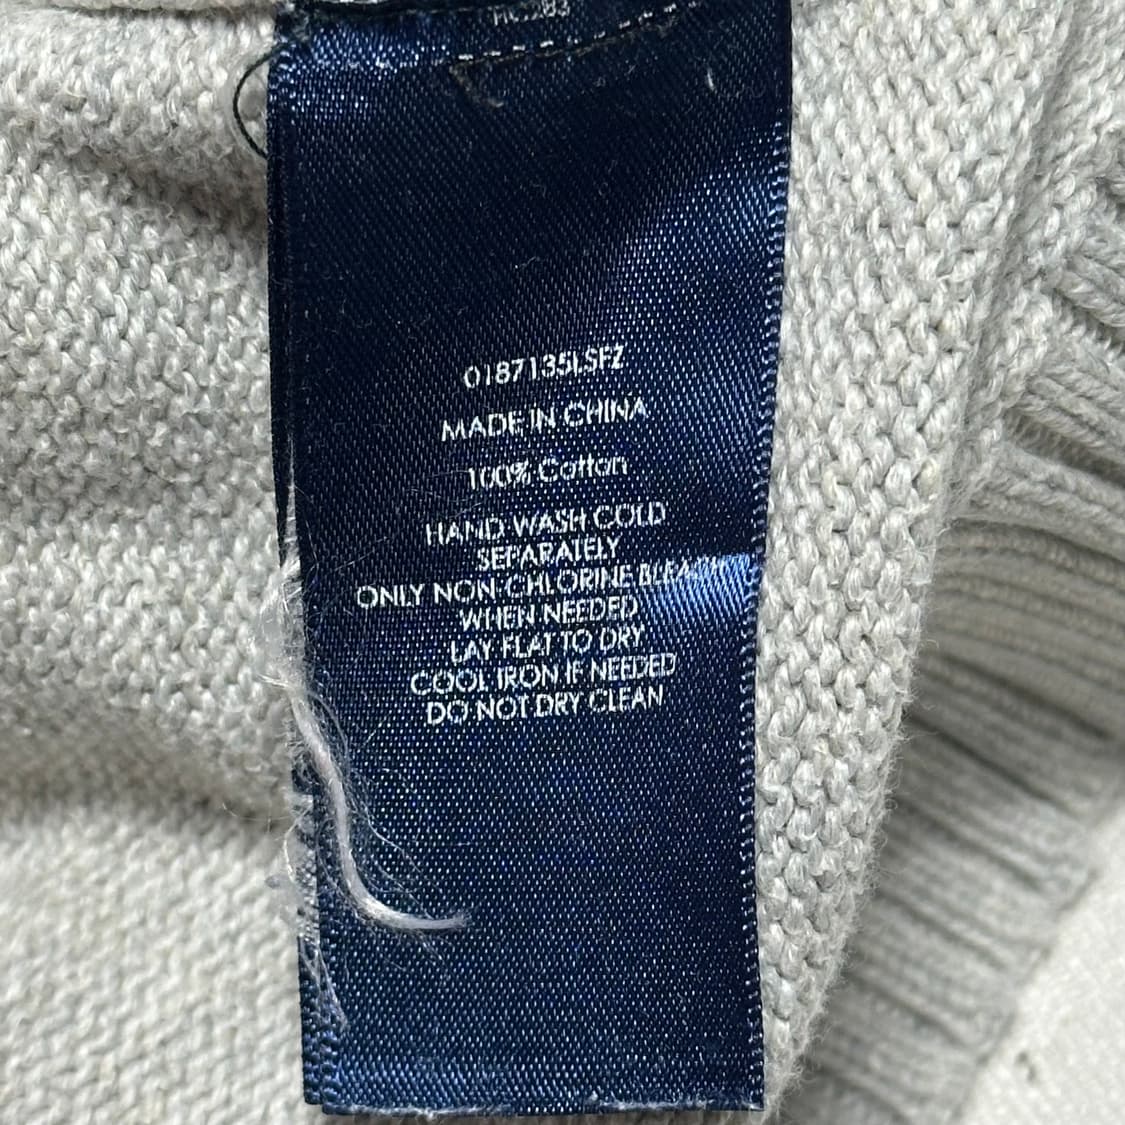 0187135LSFZ
MADE IN CHINA
100% Cotton
HAND WASH COLD
SEPARATELY
ONLY NON-CHLORINE BLEACH
WHEN NEEDED
LAY FLAT TO DRY
COOL IRON IF NEEDED
DO NOT DRY CLEAN